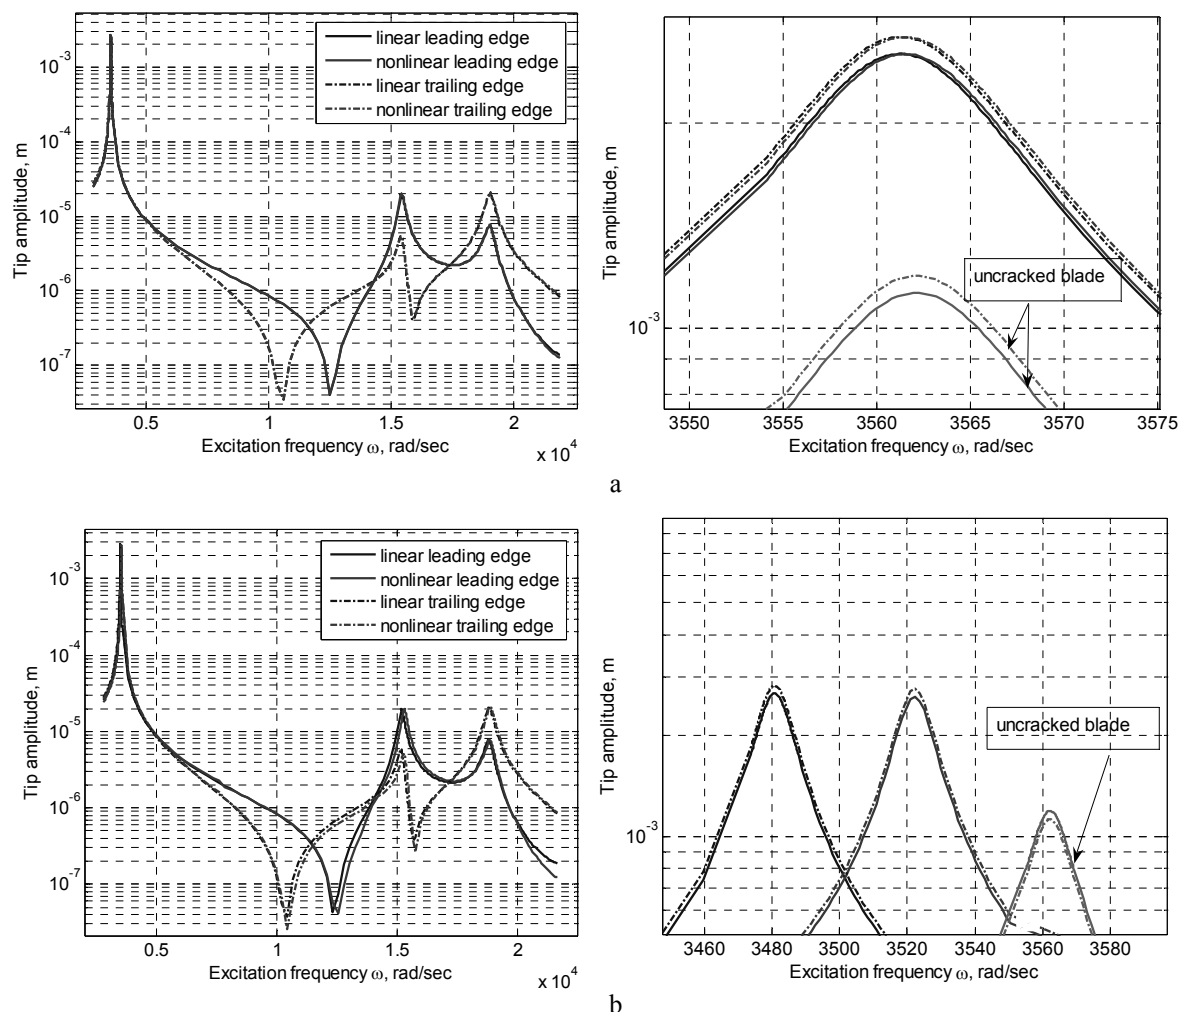 linear leading edge
nonlinear leading edge
linear trailing edge
nonlinear trailing edge
10⁻³
10⁻⁴
10⁻⁵
10⁻⁶
10⁻⁷
Tip amplitude, m
0.5 1 1.5 2
Excitation frequency ω, rad/sec
x 10⁴
uncracked blade
10⁻³
Tip amplitude, m
3550 3555 3560 3565 3570 3575
Excitation frequency ω, rad/sec
a
linear leading edge
nonlinear leading edge
linear trailing edge
nonlinear trailing edge
10⁻³
10⁻⁴
10⁻⁵
10⁻⁶
10⁻⁷
Tip amplitude, m
0.5 1 1.5 2
Excitation frequency ω, rad/sec
x 10⁴
uncracked blade
10⁻³
Tip amplitude, m
3460 3480 3500 3520 3540 3560 3580
Excitation frequency ω, rad/sec
b